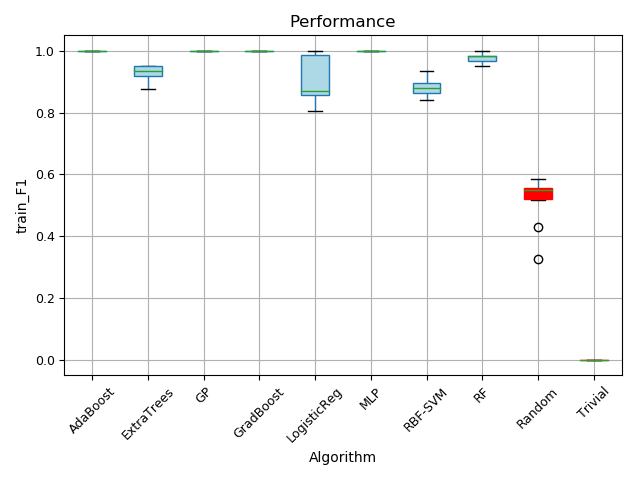 Performance
train_F1
1.0
0.8
0.6
0.4
0.2
0.0
AdaBoost
ExtraTrees
GP
GradBoost
LogisticReg
MLP
RBF-SVM
RF
Random
Trivial
Algorithm